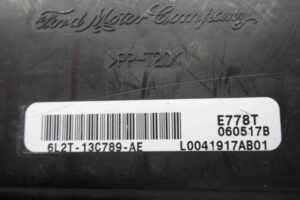 Ford Motor Company
>PP-T20<
E778T
060517B
6L2T-13C789-AE
L0041917AB01